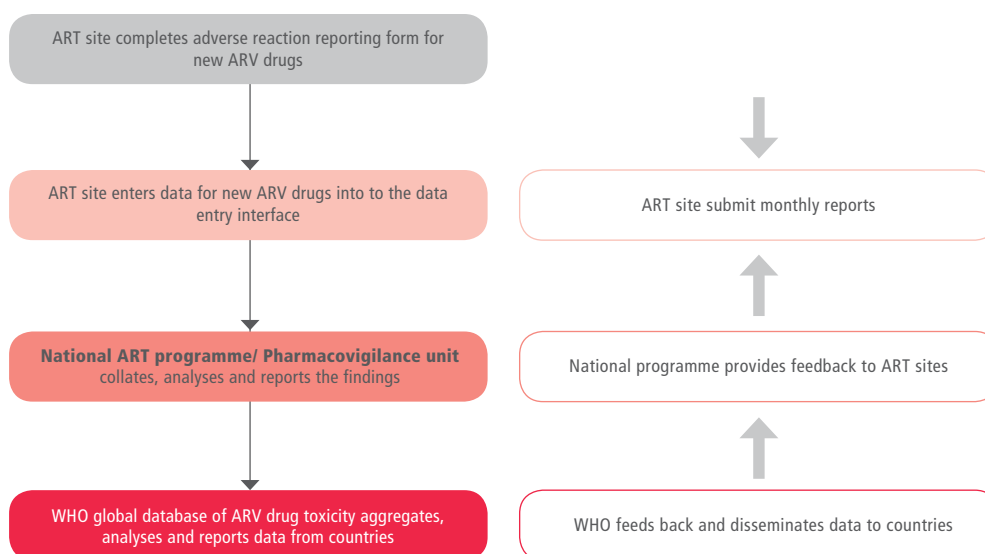 ART site completes adverse reaction reporting form for
new ARV drugs
ART site enters data for new ARV drugs into to the data
entry interface
ART site submit monthly reports
National ART programme/ Pharmacovigilance unit
collates, analyses and reports the findings
National programme provides feedback to ART sites
WHO global database of ARV drug toxicity aggregates,
analyses and reports data from countries
WHO feeds back and disseminates data to countries